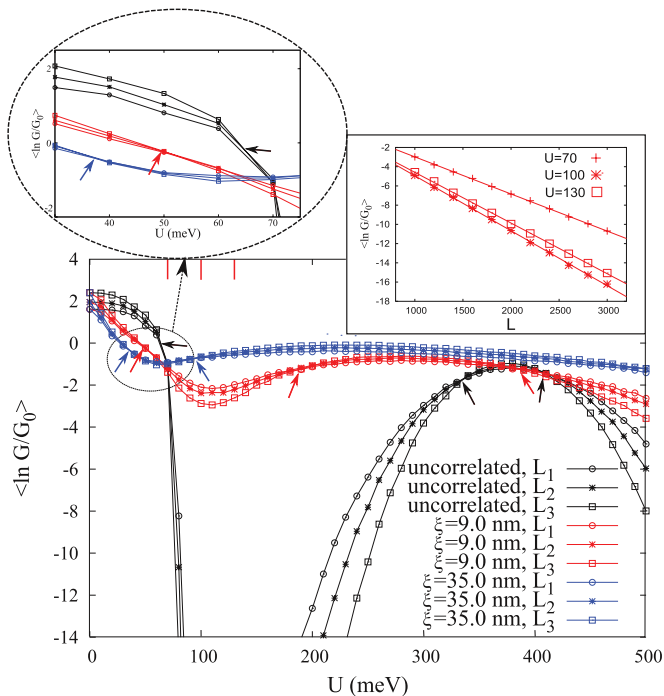 2
0
-2
<ln G/G₀>
40
50
60
70
U (meV)
-2
-4
-6
-8
-10
-12
-14
-16
-18
<ln G/G₀>
U=70
U=100
U=130
1000
2000
3000
L
4
2
0
-2
-4
-6
-8
-10
-12
-14
<ln G/G₀>
uncorrelated, L₁
uncorrelated, L₂
uncorrelated, L₃
ξ=9.0 nm, L₁
ξ=9.0 nm, L₂
ξ=9.0 nm, L₃
ξ=35.0 nm, L₁
ξ=35.0 nm, L₂
ξ=35.0 nm, L₃
0
100
200
300
400
500
U (meV)